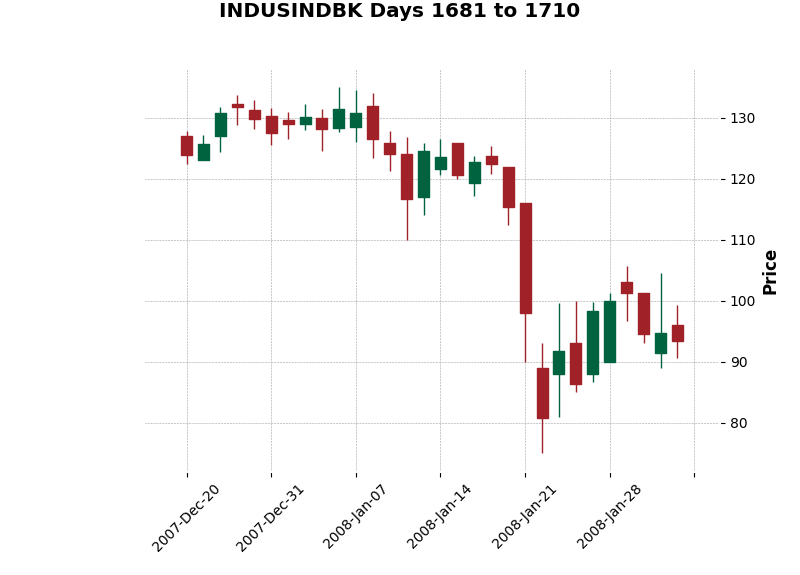 INDUSINDBK Days 1681 to 1710
130
120
110
100
90
80
Price
2007-Dec-20
2007-Dec-31
2008-Jan-07
2008-Jan-14
2008-Jan-21
2008-Jan-28